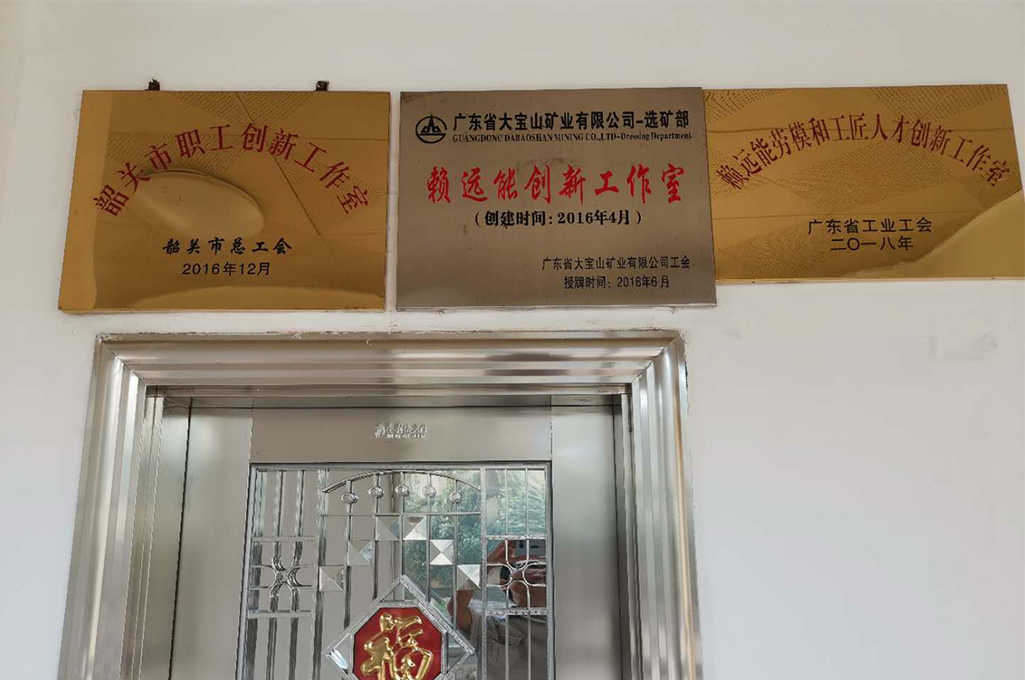 韶关市职工创新工作室
韶关市总工会
2016年12月
广东省大宝山矿业有限公司-选矿部
GUANGDONG DABAOSHAN MINING CO.,LTD-Dressing Department.
赖远能创新工作室
（创建时间：2016年4月）
广东省大宝山矿业有限公司工会
授牌时间：2016年6月
赖远能劳模和工匠人才创新工作室
广东省工业工会
二〇一八年
福